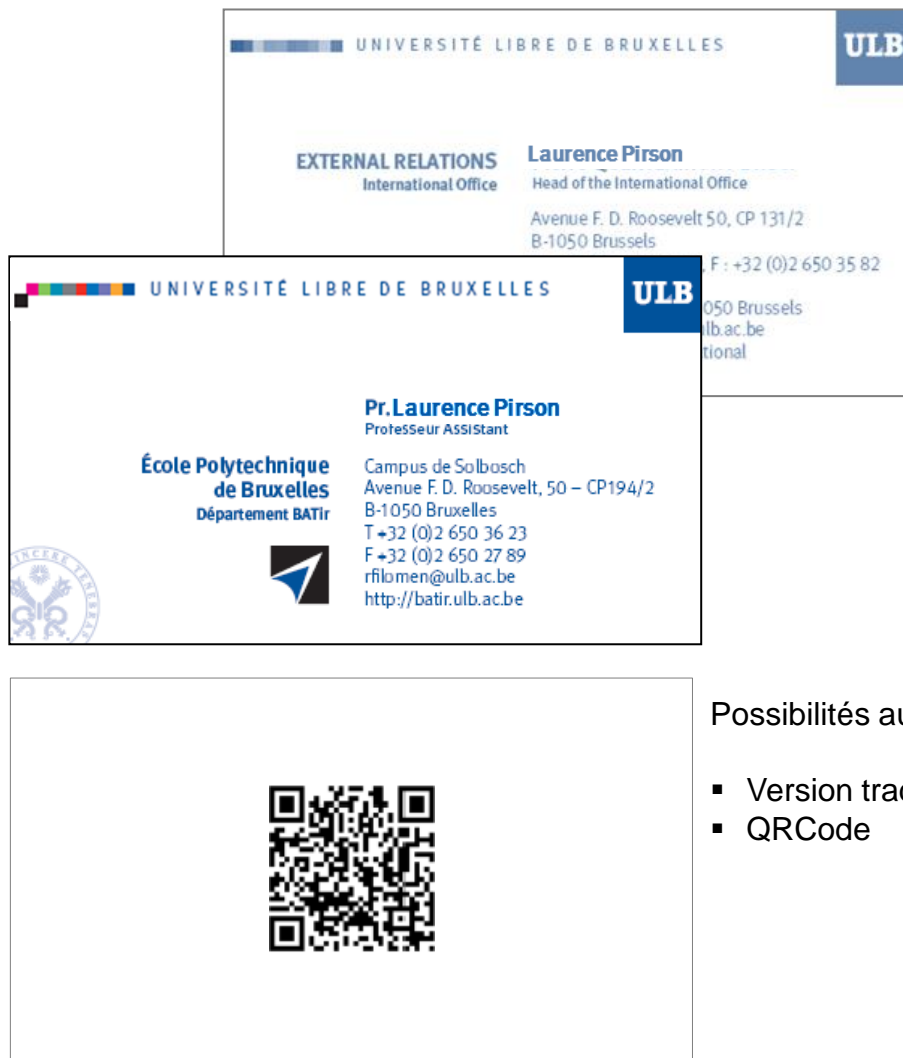 UNIVERSITÉ LIBRE DE BRUXELLES
ULB
EXTERNAL RELATIONS
International Office
Laurence Pirson
Head of the International Office
Avenue F. D. Roosevelt 50, CP 131/2
B-1050 Brussels
, F : +32 (0)2 650 35 82
050 Brussels
lb.ac.be
tional
UNIVERSITÉ LIBRE DE BRUXELLES
ULB
Pr.Laurence Pirson
Professeur Assistant
École Polytechnique
de Bruxelles
Département BATir
Campus de Solbosch
Avenue F. D. Roosevelt, 50 – CP194/2
B-1050 Bruxelles
T +32 (0)2 650 36 23
F +32 (0)2 650 27 89
rfilomen@ulb.ac.be
http://batir.ulb.ac.be
INCERE TENEBRAS
Possibilités au
▪ Version trad
▪ QRCode